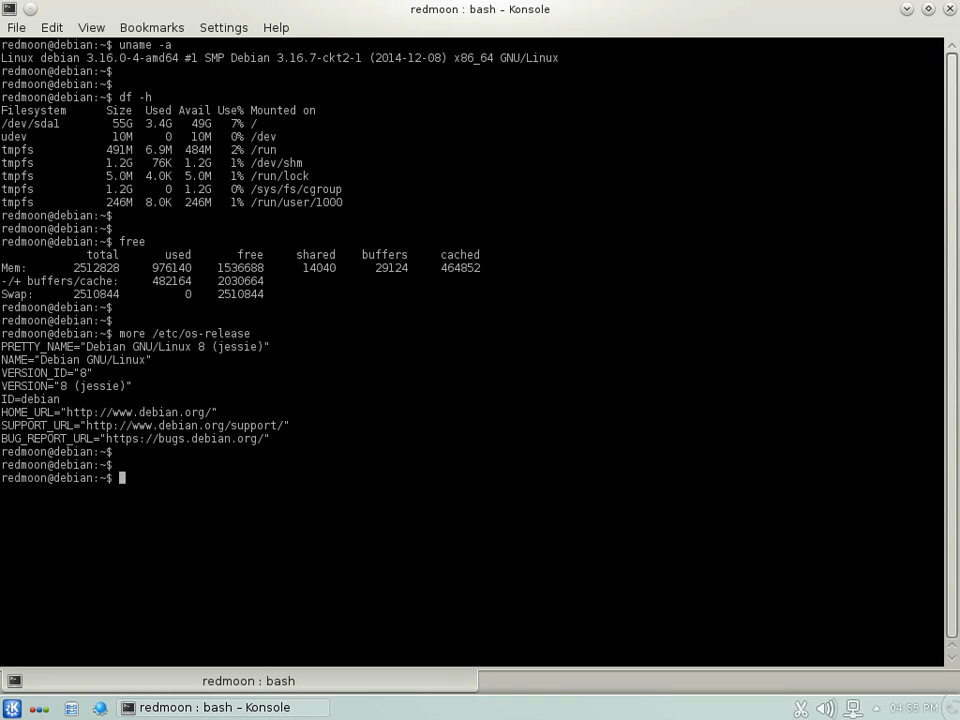 redmoon : bash – Konsole
File Edit View Bookmarks Settings Help
redmoon@debian:~$ uname -a
Linux debian 3.16.0-4-amd64 #1 SMP Debian 3.16.7-ckt2-1 (2014-12-08) x86_64 GNU/Linux
redmoon@debian:~$
redmoon@debian:~$
redmoon@debian:~$ df -h
Filesystem      Size  Used Avail Use% Mounted on
/dev/sda1        55G  3.4G   49G   7% /
udev             10M     0   10M   0% /dev
tmpfs           491M  6.9M  484M   2% /run
tmpfs           1.2G   76K  1.2G   1% /dev/shm
tmpfs           5.0M  4.0K  5.0M   1% /run/lock
tmpfs           1.2G     0  1.2G   0% /sys/fs/cgroup
tmpfs           246M  8.0K  246M   1% /run/user/1000
redmoon@debian:~$
redmoon@debian:~$
redmoon@debian:~$ free
             total       used       free     shared    buffers     cached
Mem:       2512828     976140    1536688      14040      29124     464852
-/+ buffers/cache:     482164    2030664
Swap:      2510844          0    2510844
redmoon@debian:~$
redmoon@debian:~$
redmoon@debian:~$ more /etc/os-release
PRETTY_NAME="Debian GNU/Linux 8 (jessie)"
NAME="Debian GNU/Linux"
VERSION_ID="8"
VERSION="8 (jessie)"
ID=debian
HOME_URL="http://www.debian.org/"
SUPPORT_URL="http://www.debian.org/support/"
BUG_REPORT_URL="https://bugs.debian.org/"
redmoon@debian:~$
redmoon@debian:~$
redmoon@debian:~$
redmoon : bash
redmoon : bash – Konsole
04:55 PM